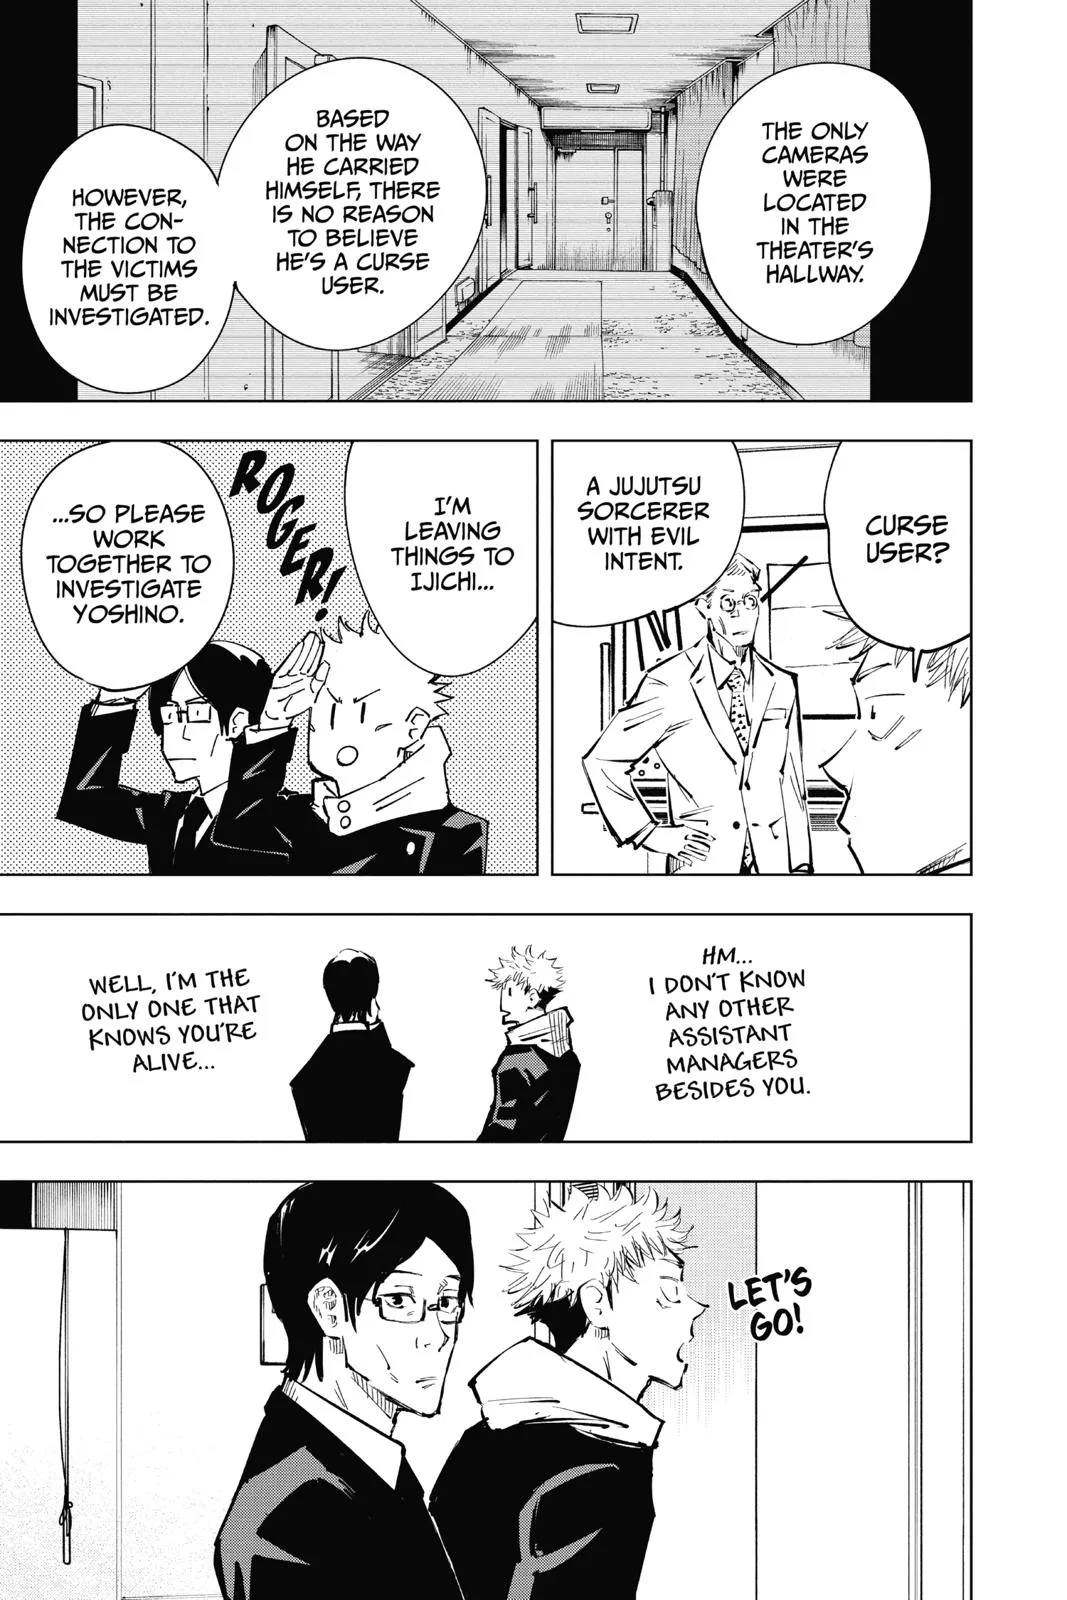 THE ONLY
CAMERAS
WERE
LOCATED
IN THE
THEATER'S
HALLWAY.
BASED
ON THE WAY
HE CARRIED
HIMSELF, THERE
IS NO REASON
TO BELIEVE
HE'S A CURSE
USER.
HOWEVER,
THE CON-
NECTION TO
THE VICTIMS
MUST BE
INVESTIGATED.
CURSE
USER?
A JUJUTSU
SORCERER
WITH EVIL
INTENT.
I'M
LEAVING
THINGS TO
IJICHI...
ROGER!
...SO PLEASE
WORK
TOGETHER TO
INVESTIGATE
YOSHINO.
HM...
I DON'T KNOW
ANY OTHER
ASSISTANT
MANAGERS
BESIDES YOU.
WELL, I'M THE
ONLY ONE THAT
KNOWS YOU'RE
ALIVE...
LET'S
GO!